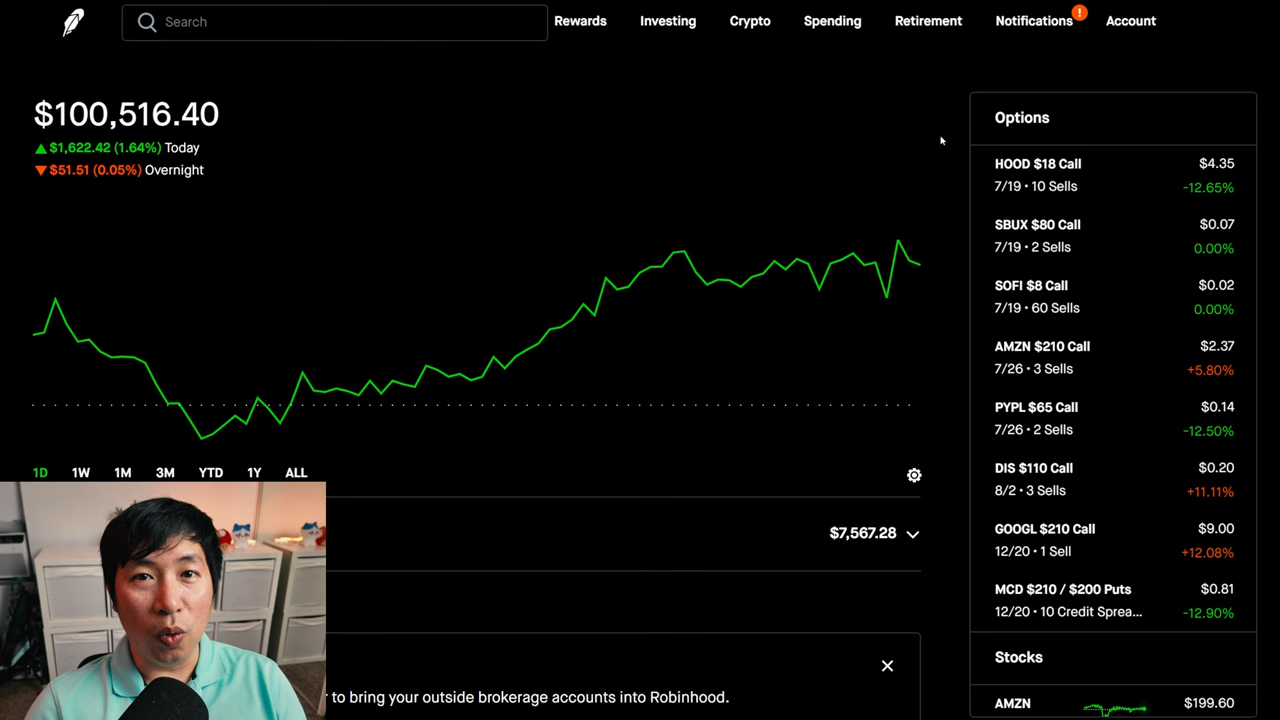 Search
Rewards
Investing
Crypto
Spending
Retirement
Notifications
!
Account
$100,516.40
$1,622.42 (1.64%) Today
$51.51 (0.05%) Overnight
1D
1W
1M
3M
YTD
1Y
ALL
$7,567.28
r to bring your outside brokerage accounts into Robinhood.
Options
HOOD $18 Call $4.35
7/19 • 10 Sells -12.65%
SBUX $80 Call $0.07
7/19 • 2 Sells 0.00%
SOFI $8 Call $0.02
7/19 • 60 Sells 0.00%
AMZN $210 Call $2.37
7/26 • 3 Sells +5.80%
PYPL $65 Call $0.14
7/26 • 2 Sells -12.50%
DIS $110 Call $0.20
8/2 • 3 Sells +11.11%
GOOGL $210 Call $9.00
12/20 • 1 Sell +12.08%
MCD $210 / $200 Puts $0.81
12/20 • 10 Credit Sprea... -12.90%
Stocks
AMZN $199.60